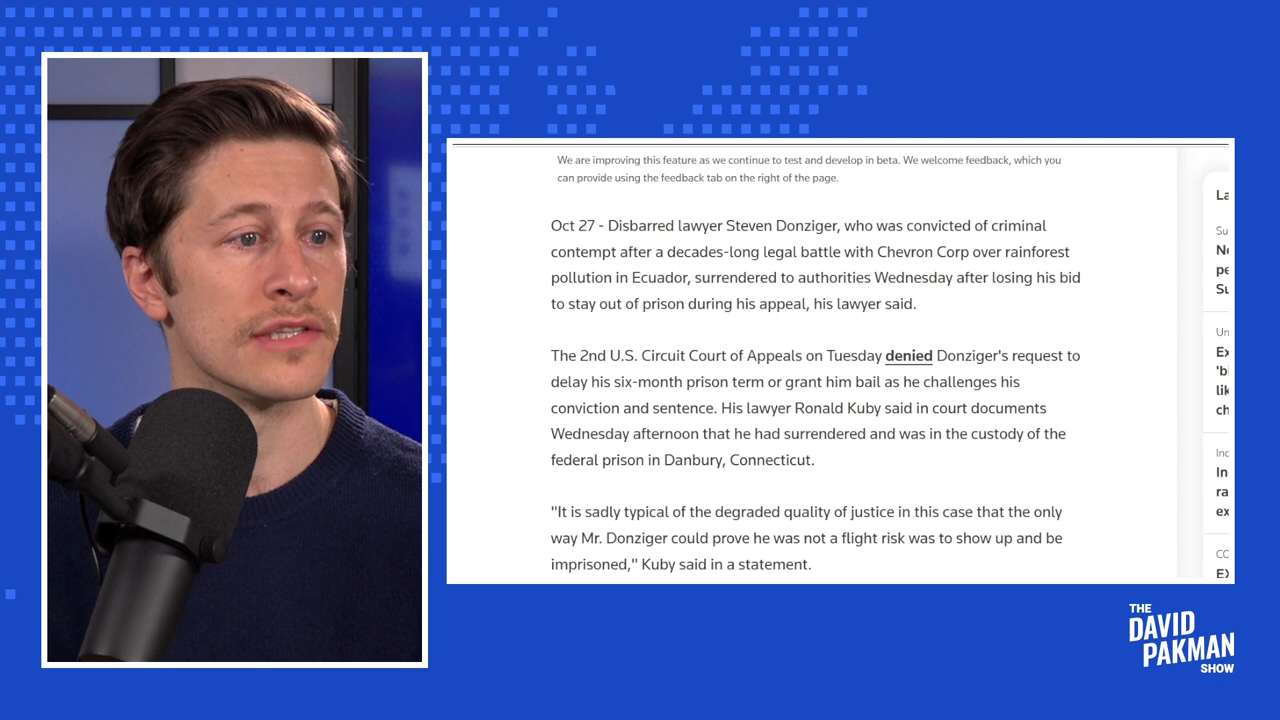 We are improving this feature as we continue to test and develop in beta. We welcome feedback, which you
can provide using the feedback tab on the right of the page.
Oct 27 - Disbarred lawyer Steven Donziger, who was convicted of criminal
contempt after a decades-long legal battle with Chevron Corp over rainforest
pollution in Ecuador, surrendered to authorities Wednesday after losing his bid
to stay out of prison during his appeal, his lawyer said.
The 2nd U.S. Circuit Court of Appeals on Tuesday denied Donziger's request to
delay his six-month prison term or grant him bail as he challenges his
conviction and sentence. His lawyer Ronald Kuby said in court documents
Wednesday afternoon that he had surrendered and was in the custody of the
federal prison in Danbury, Connecticut.
"It is sadly typical of the degraded quality of justice in this case that the only
way Mr. Donziger could prove he was not a flight risk was to show up and be
imprisoned," Kuby said in a statement.
THE
DAVID
PAKMAN
SHOW